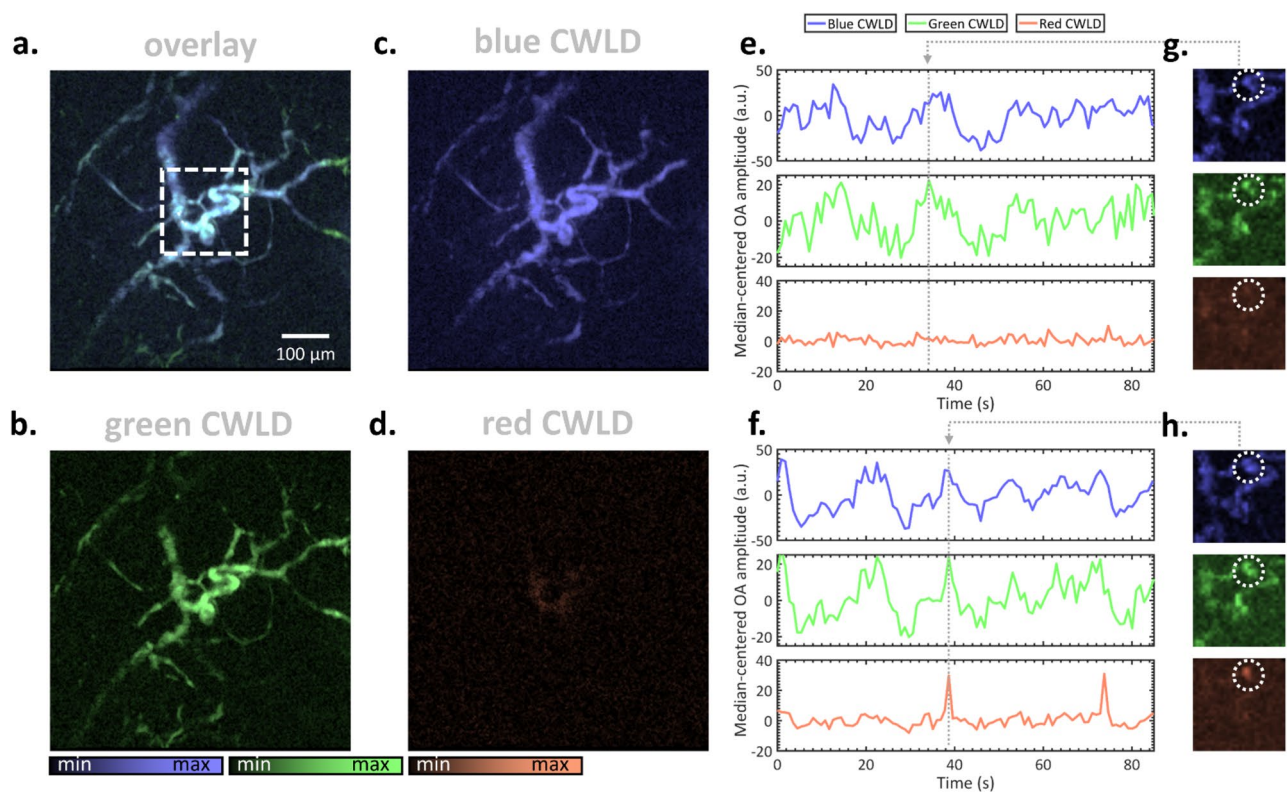 Blue CWLD Green CWLD Red CWLD
a. overlay
c. blue CWLD
100 µm
b. green CWLD
d. red CWLD
min max min max min max
e.
Median-centered OA ampltiude (a.u.)
50
0
-50
20
0
-20
40
20
0
-20
0 20 40 60 80
Time (s)
g.
f.
Median-centered OA ampltiude (a.u.)
50
0
-50
20
0
-20
40
20
0
-20
0 20 40 60 80
Time (s)
h.